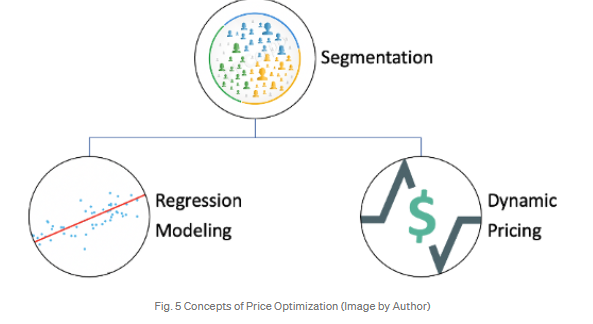 Segmentation
Regression
Modeling
$
Dynamic
Pricing
Fig. 5 Concepts of Price Optimization (Image by Author)